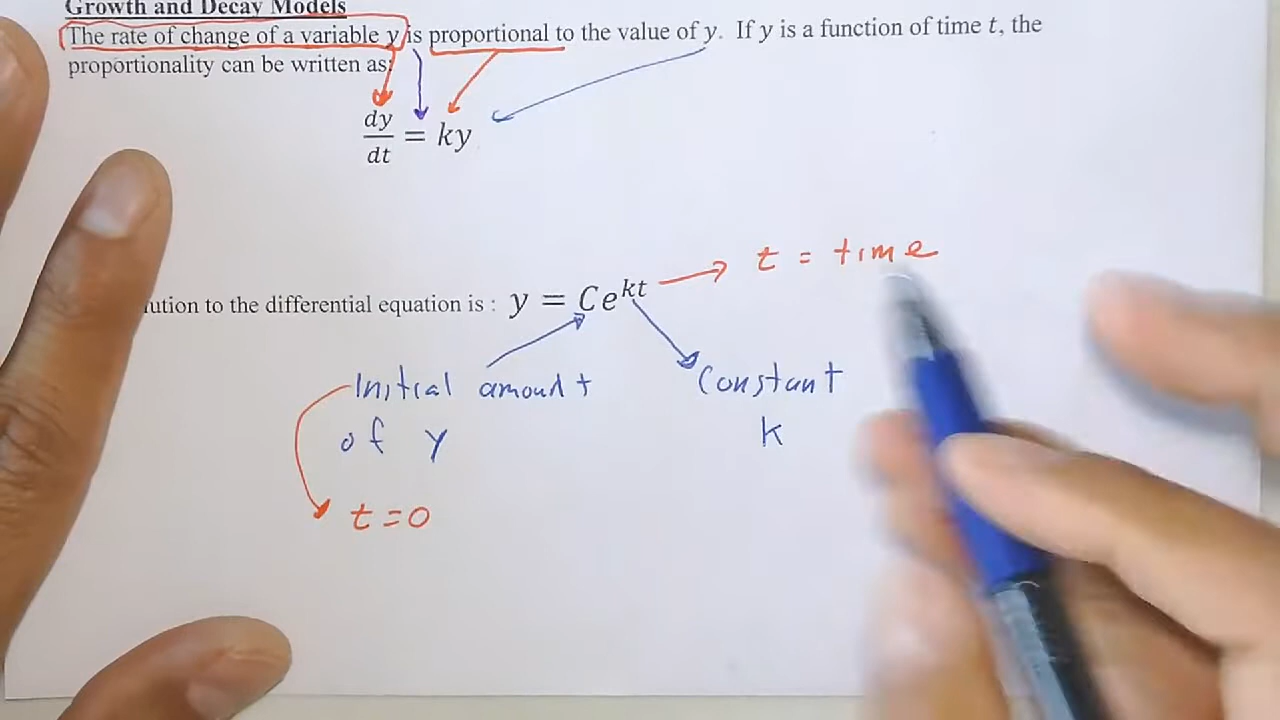 Growth and Decay Models
The rate of change of a variable y is proportional to the value of y. If y is a function of time t, the
proportionality can be written as:
dy/dt = ky
t = time
ution to the differential equation is : y = Ce^{kt}
Initial amount
Constant
of y
k
t = 0